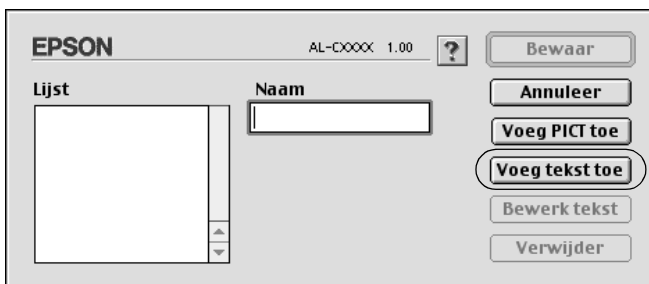 EPSON
AL-CXXXX 1.00
?
Bewaar
Lijst
Naam
Annuleer
Voeg PICT toe
Voeg tekst toe
Bewerk tekst
Verwijder